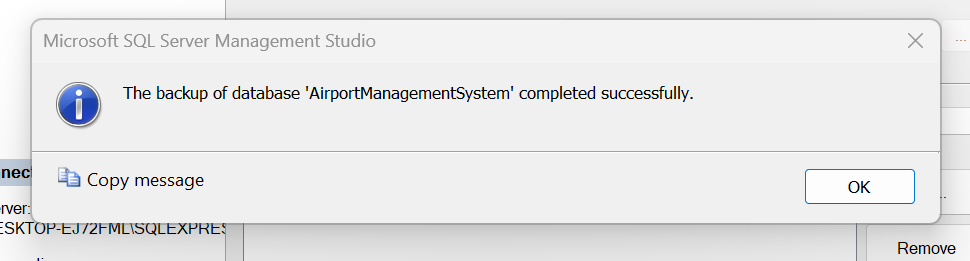 Microsoft SQL Server Management Studio
...
The backup of database 'AirportManagementSystem' completed successfully.
Copy message
OK
Remove